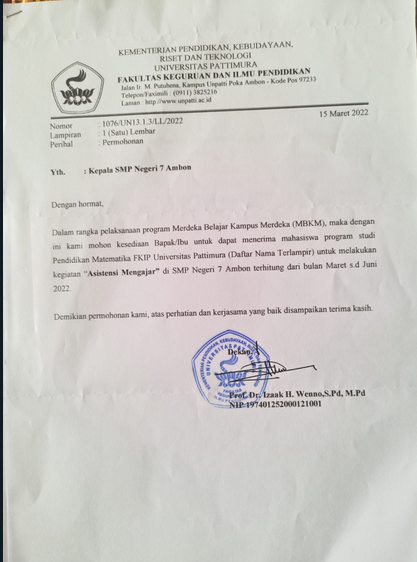 KEMENTERIAN PENDIDIKAN, KEBUDAYAAN,
RISET DAN TEKNOLOGI
UNIVERSITAS PATTIMURA
FAKULTAS KEGURUAN DAN ILMU PENDIDIKAN
Jalan Ir. M. Putuhena, Kampus Unpatti Poka Ambon - Kode Pos 97233
Telepon/Faximili : (0911) 3825216
Laman : http://www.unpatti.ac.id
15 Maret 2022
Nomor : 1076/UN13.1.3/LL/2022
Lampiran : 1 (Satu) Lembar
Perihal : Permohonan
Yth. : Kepala SMP Negeri 7 Ambon
Dengan hormat,
Dalam rangka pelaksanaan program Merdeka Belajar Kampus Merdeka (MBKM), maka dengan
ini kami mohon kesediaan Bapak/Ibu untuk dapat menerima mahasiswa program studi
Pendidikan Matematika FKIP Universitas Pattimura (Daftar Nama Terlampir) untuk melakukan
kegiatan “Asistensi Mengajar” di SMP Negeri 7 Ambon terhitung dari bulan Maret s.d Juni
2022.
Demikian permohonan kami, atas perhatian dan kerjasama yang baik disampaikan terima kasih.
Dekan,
Prof. Dr. Izaak H. Wenno,S.Pd, M.Pd
NIP 197401252000121001